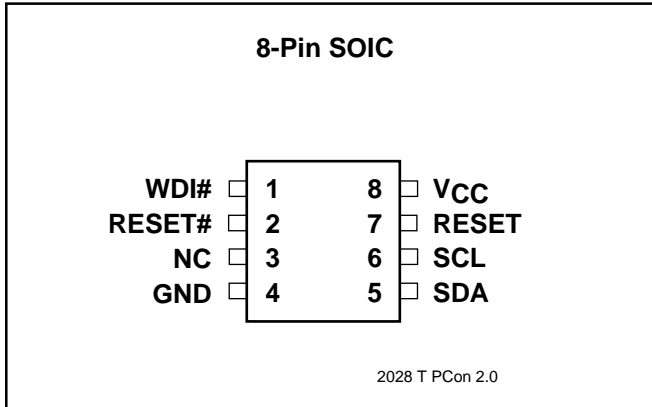 8-Pin SOIC
WDI# 1 8 VCC
RESET# 2 7 RESET
NC 3 6 SCL
GND 4 5 SDA
2028 T PCon 2.0